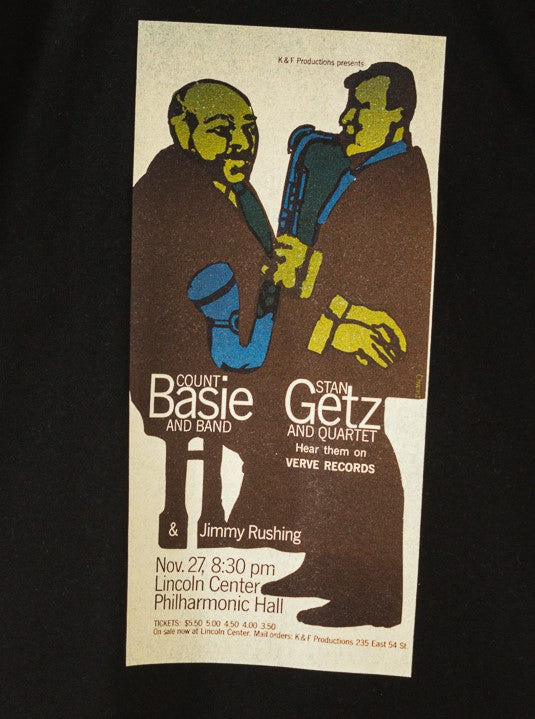 K & F Productions presents
COUNT
Basie
AND BAND
STAN
Getz
AND QUARTET
Hear them on
VERVE RECORDS
& Jimmy Rushing
Nov. 27, 8:30 pm
Lincoln Center
Philharmonic Hall
TICKETS: $5.50 5.00 4.50 4.00 3.50
On sale now at Lincoln Center. Mail orders: K & F Productions 235 East 54 St.